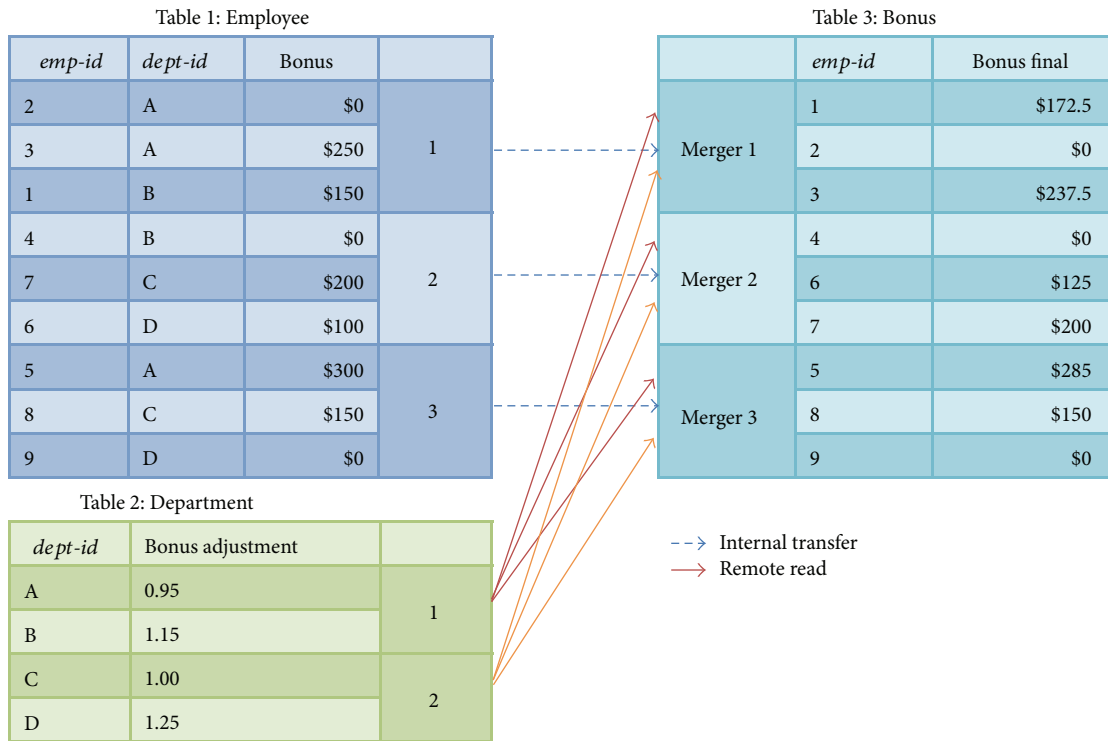 Table 1: Employee
emp-id dept-id Bonus
2 A $0
3 A $250
1 B $150
1
4 B $0
7 C $200
6 D $100
2
5 A $300
8 C $150
9 D $0
3
Table 2: Department
dept-id Bonus adjustment
A 0.95
B 1.15
1
C 1.00
D 1.25
2
Table 3: Bonus
emp-id Bonus final
Merger 1
1 $172.5
2 $0
3 $237.5
Merger 2
4 $0
6 $125
7 $200
Merger 3
5 $285
8 $150
9 $0
Internal transfer
Remote read